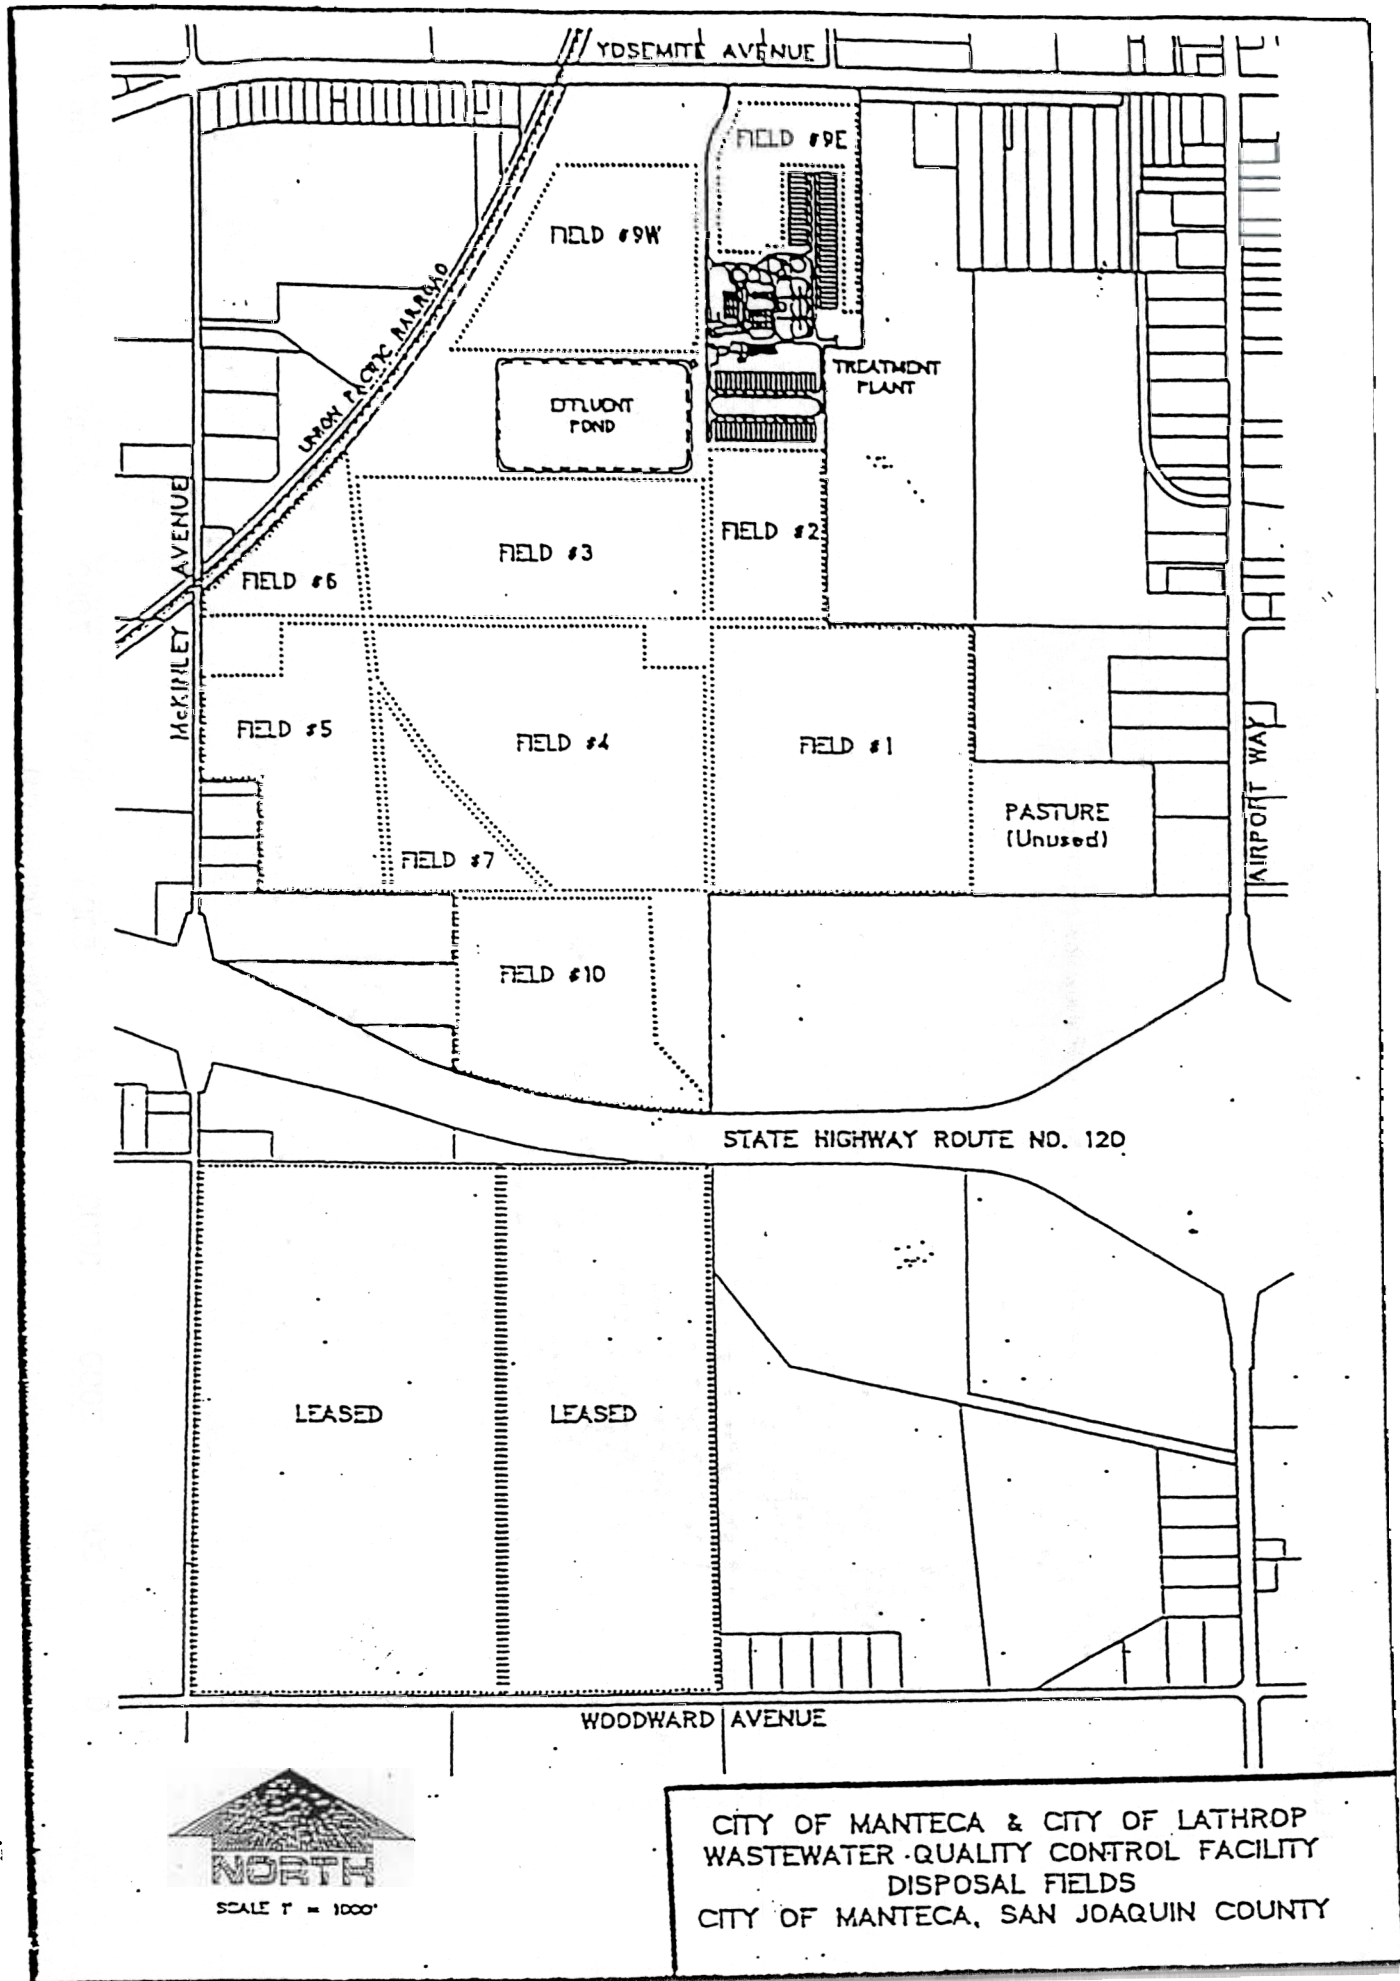 YOSEMITE AVENUE
FIELD #9E
FIELD #9W
UNION PACIFIC RAILROAD
TREATMENT
PLANT
EFFLUENT
POND
McKINLEY AVENUE
FIELD #2
FIELD #3
FIELD #6
FIELD #5
FIELD #4
FIELD #1
AIRPORT WAY
PASTURE
(Unused)
FIELD #7
FIELD #10
STATE HIGHWAY ROUTE NO. 120
LEASED
LEASED
WOODWARD AVENUE
NORTH
SCALE 1" = 1000'
CITY OF MANTECA & CITY OF LATHROP
WASTEWATER QUALITY CONTROL FACILITY
DISPOSAL FIELDS
CITY OF MANTECA, SAN JOAQUIN COUNTY